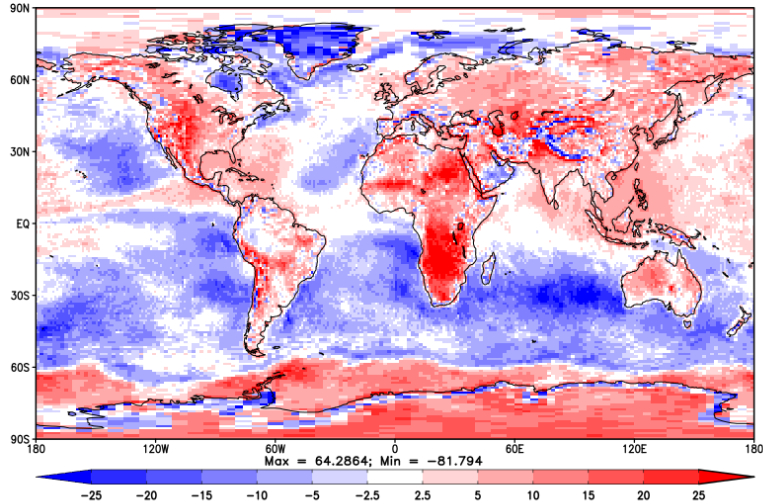 90N
60N
30N
EQ
30S
60S
90S
180 120W 60W 0 60E 120E 180
Max = 64.2864; Min = -81.794
-25 -20 -15 -10 -5 -2.5 2.5 5 10 15 20 25